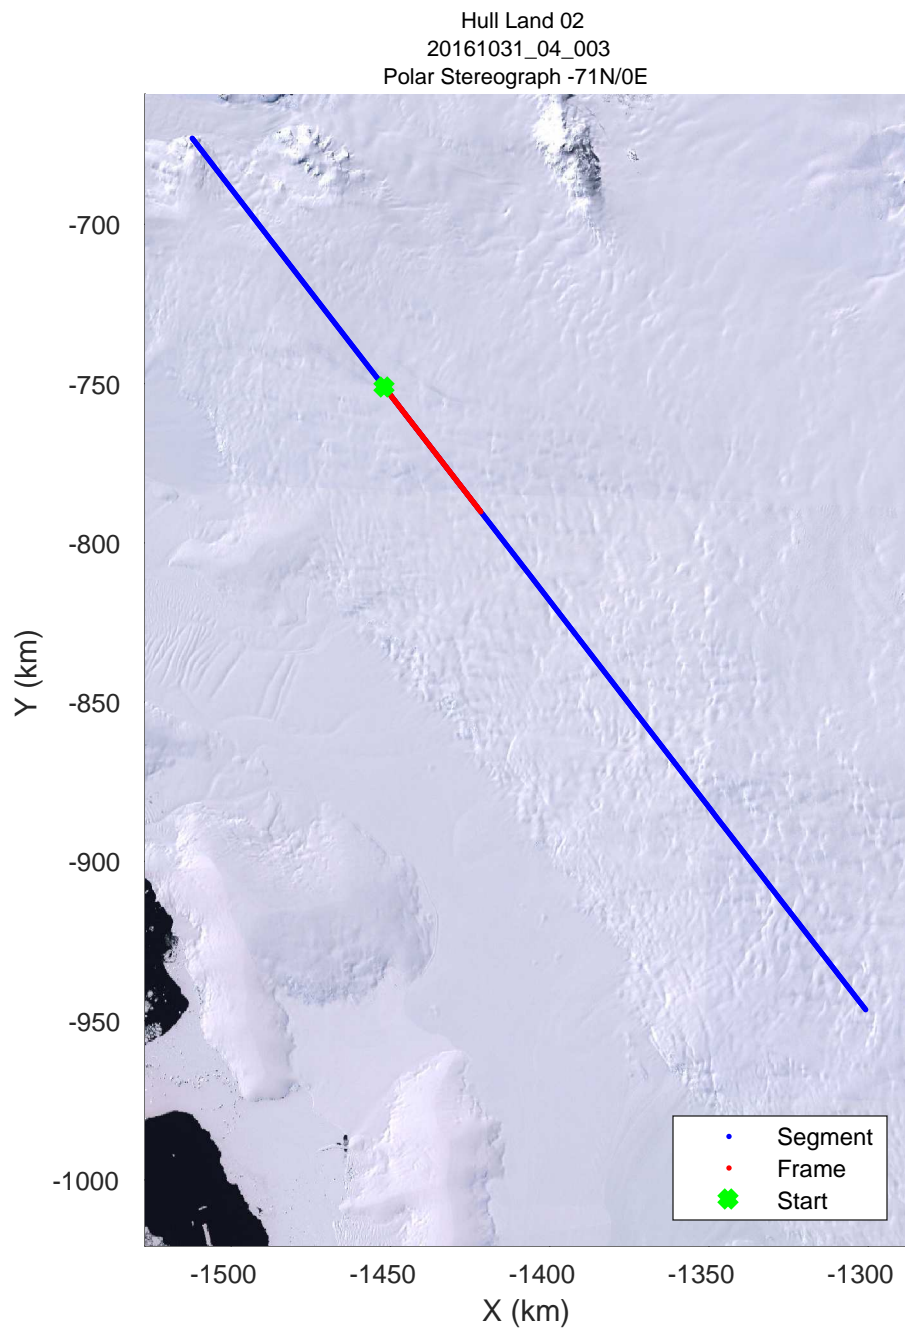 Hull Land 02
20161031_04_003
Polar Stereograph -71N/0E
-700
-750
-800
-850
-900
-950
-1000
Y (km)
-1500
-1450
-1400
-1350
-1300
X (km)
Segment
Frame
Start